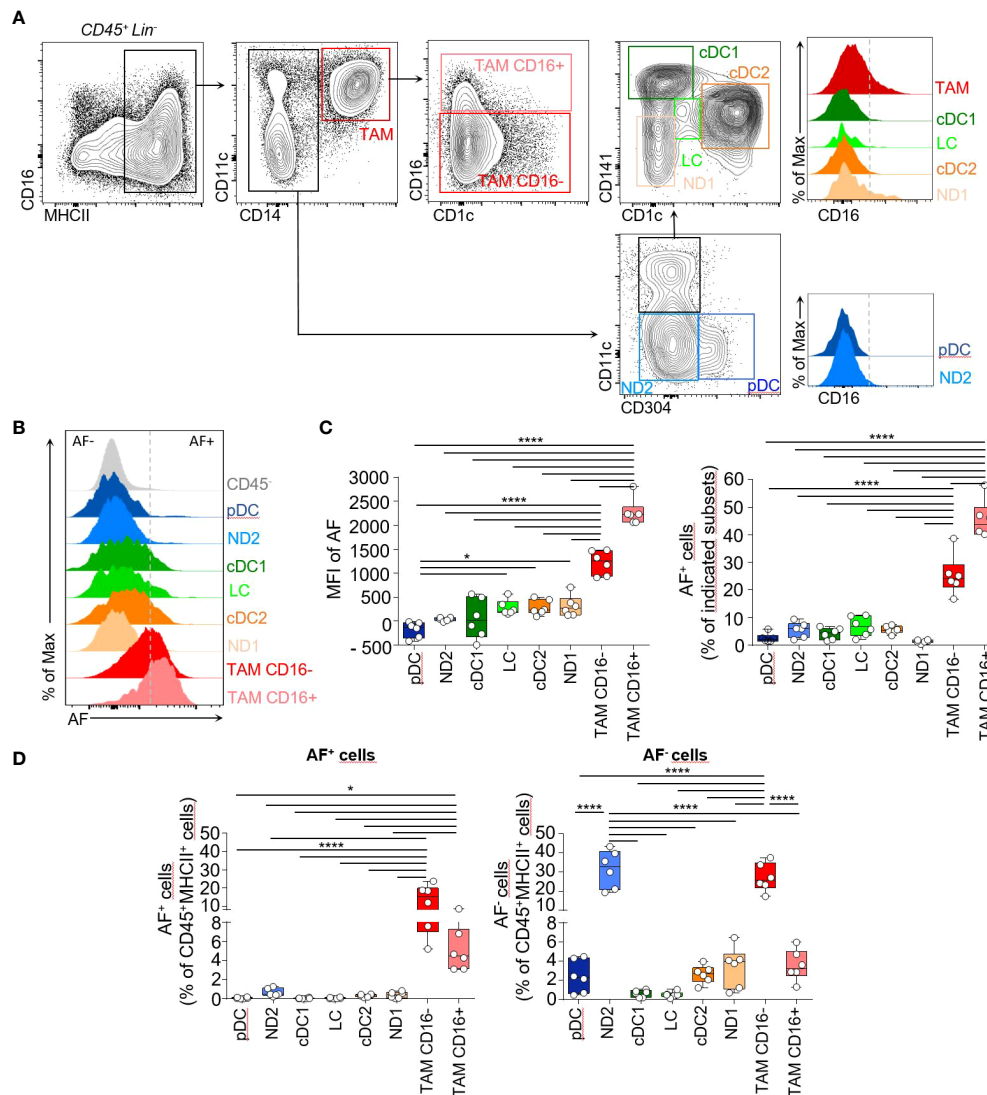 A
CD45+ Lin-
CD16
MHCII
CD11c
CD14
TAM
CD16
CD1c
TAM CD16+
TAM CD16-
CD141
CD1c
cDC1
cDC2
LC
ND1
% of Max
CD16
TAM
cDC1
LC
cDC2
ND1
CD11c
CD304
ND2
pDC
% of Max
CD16
pDC
ND2
B
AF-
AF+
% of Max
AF
CD45-
pDC
ND2
cDC1
LC
cDC2
ND1
TAM CD16-
TAM CD16+
C
MFI of AF
3000
2500
2000
1500
1000
500
0
- 500
****
****
*
pDC
ND2
cDC1
LC
cDC2
ND1
TAM CD16-
TAM CD16+
AF+ cells
(% of indicated subsets)
60
50
40
30
20
10
0
****
****
pDC
ND2
cDC1
LC
cDC2
ND1
TAM CD16-
TAM CD16+
D
AF+ cells
AF+ cells
(% of CD45+MHCII+ cells)
50
40
30
20
10
8
6
4
2
0
*
****
pDC
ND2
cDC1
LC
cDC2
ND1
TAM CD16-
TAM CD16+
AF- cells
AF- cells
(% of CD45+MHCII+ cells)
50
40
30
20
10
8
6
4
2
0
****
****
****
****
pDC
ND2
cDC1
LC
cDC2
ND1
TAM CD16-
TAM CD16+